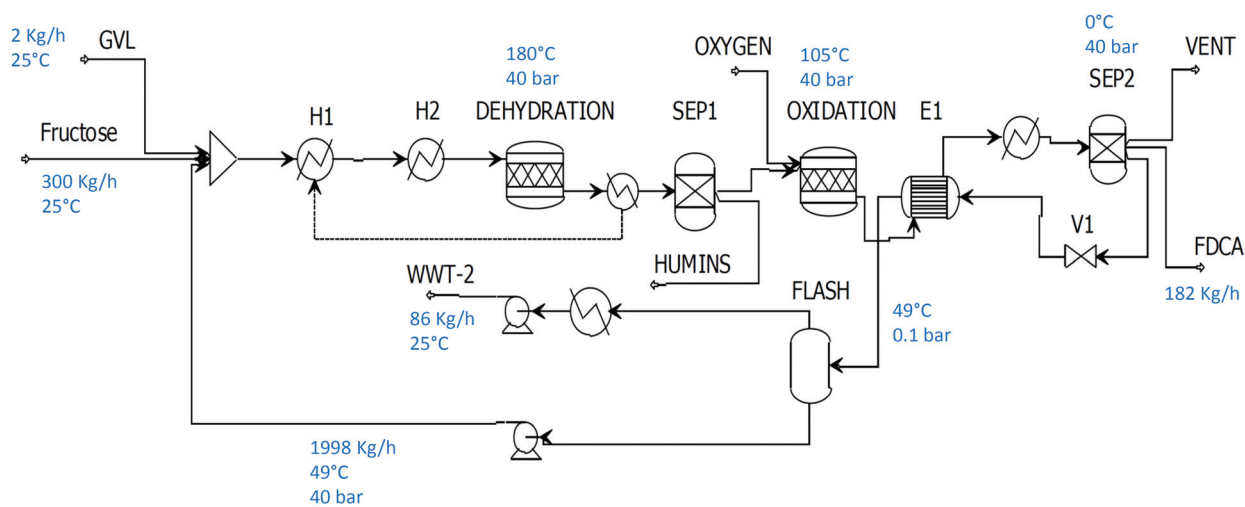 2 Kg/h
25°C
GVL
Fructose
300 Kg/h
25°C
H1
H2
180°C
40 bar
DEHYDRATION
SEP1
HUMINS
OXYGEN
105°C
40 bar
OXIDATION
E1
0°C
40 bar
SEP2
VENT
V1
FDCA
182 Kg/h
WWT-2
86 Kg/h
25°C
FLASH
49°C
0.1 bar
1998 Kg/h
49°C
40 bar